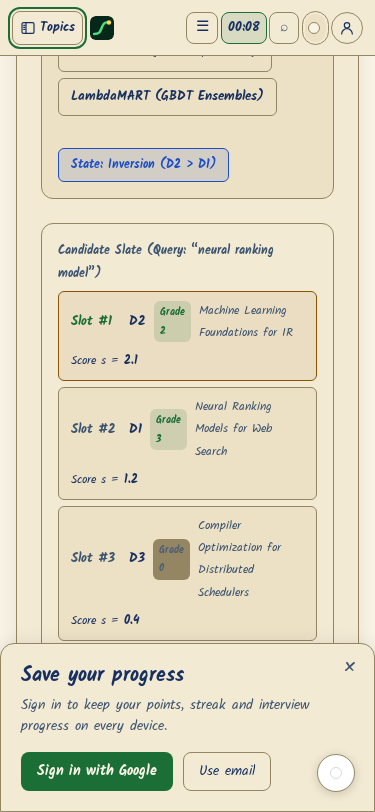 Topics
00:08
LambdaMART (GBDT Ensembles)
State: Inversion (D2 > D1)
Candidate Slate (Query: “neural ranking
model”)
Slot #1 D2 Grade 2 Machine Learning
Foundations for IR
Score s = 2.1
Slot #2 D1 Grade 3 Neural Ranking
Models for Web
Search
Score s = 1.2
Slot #3 D3 Grade 0 Compiler
Optimization for
Distributed
Schedulers
Score s = 0.4
Save your progress
Sign in to keep your points, streak and interview
progress on every device.
Sign in with Google
Use email